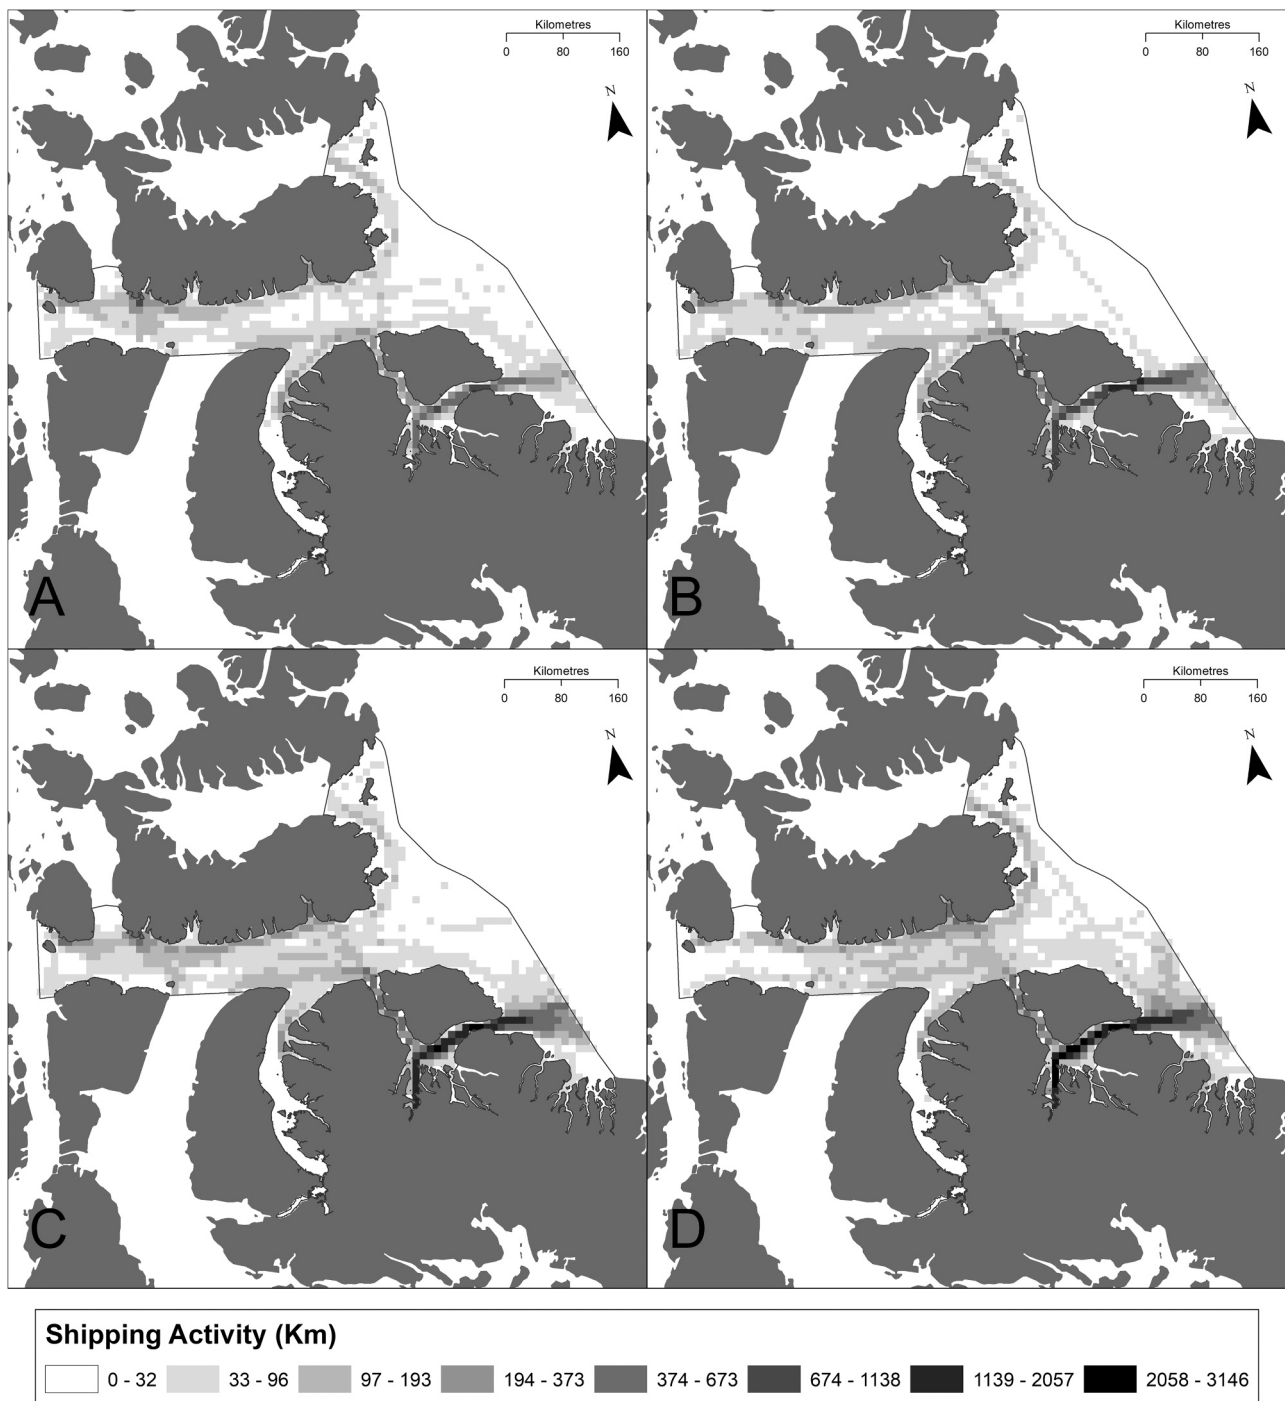 Kilometres
0 80 160
N
A
Kilometres
0 80 160
N
B
Kilometres
0 80 160
N
C
Kilometres
0 80 160
N
D
Shipping Activity (Km)
0 - 32 33 - 96 97 - 193 194 - 373 374 - 673 674 - 1138 1139 - 2057 2058 - 3146